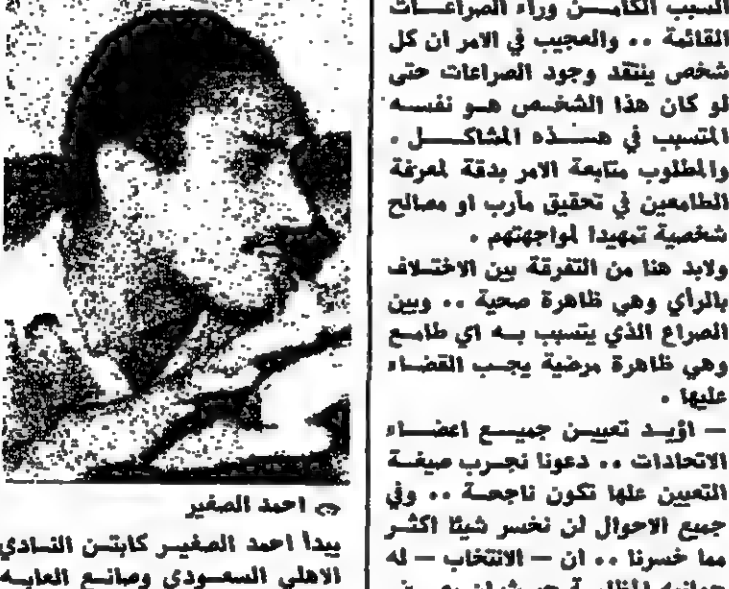 السبب الكامن وراء الصراعات
القائمة .. والعجيب في الامر ان كل
شخص ينتقد وجود الصراعات حتى
لو كان هذا الشخص هو نفسه
المتسبب في هذه المشاكل .
والمطلوب متابعة الامر بدقة لمعرفة
الطامعين في تحقيق مآرب او مصالح
شخصية تمهيدا لمواجهتهم .
ولابد هنا من التفرقة بين الاختلاف
بالرأي وهي ظاهرة صحية .. وبين
الصراع الذي يتسبب به اي طامع
وهي ظاهرة مرضية يجب القضاء
عليها .
— اؤيد تعيين جميع اعضاء
الاتحادات .. دعونا نجرب صيغة
التعيين علها تكون ناجعة .. وفي
جميع الاحوال لن نخسر شيئا اكثر
مما خسرنا .. ان — الانتخاب — له
احمد الصغير
يبدا احمد الصغير كابتن النادي
الاهلي السعودي وصانع العابه